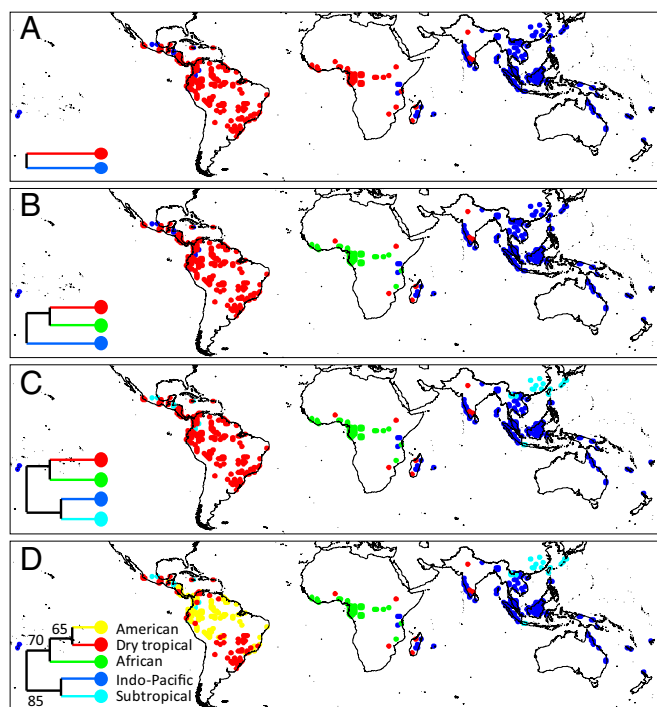 A
B
C
D
65
70
American
Dry tropical
African
Indo-Pacific
85
Subtropical